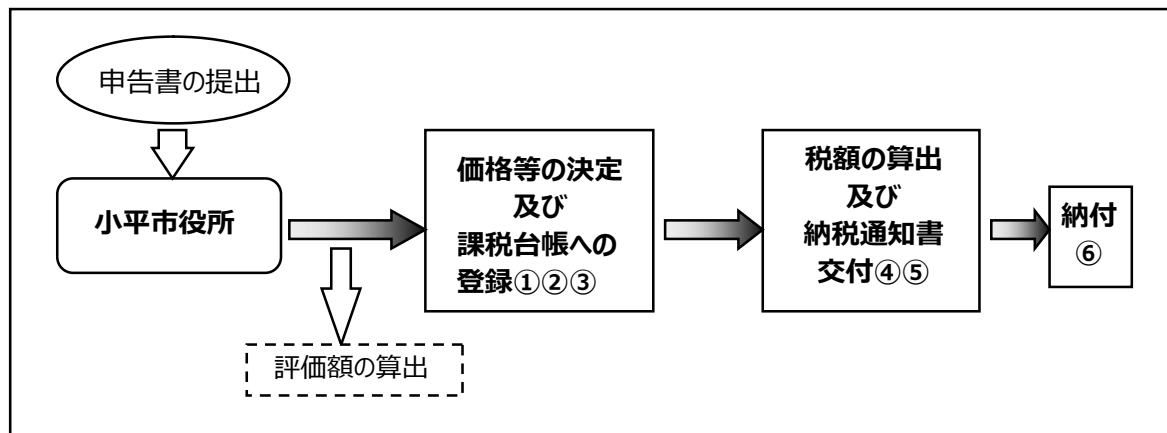 申告書の提出
小平市役所
評価額の算出
価格等の決定
及び
課税台帳への
登録①②③
税額の算出
及び
納税通知書
交付④⑤
納付
⑥